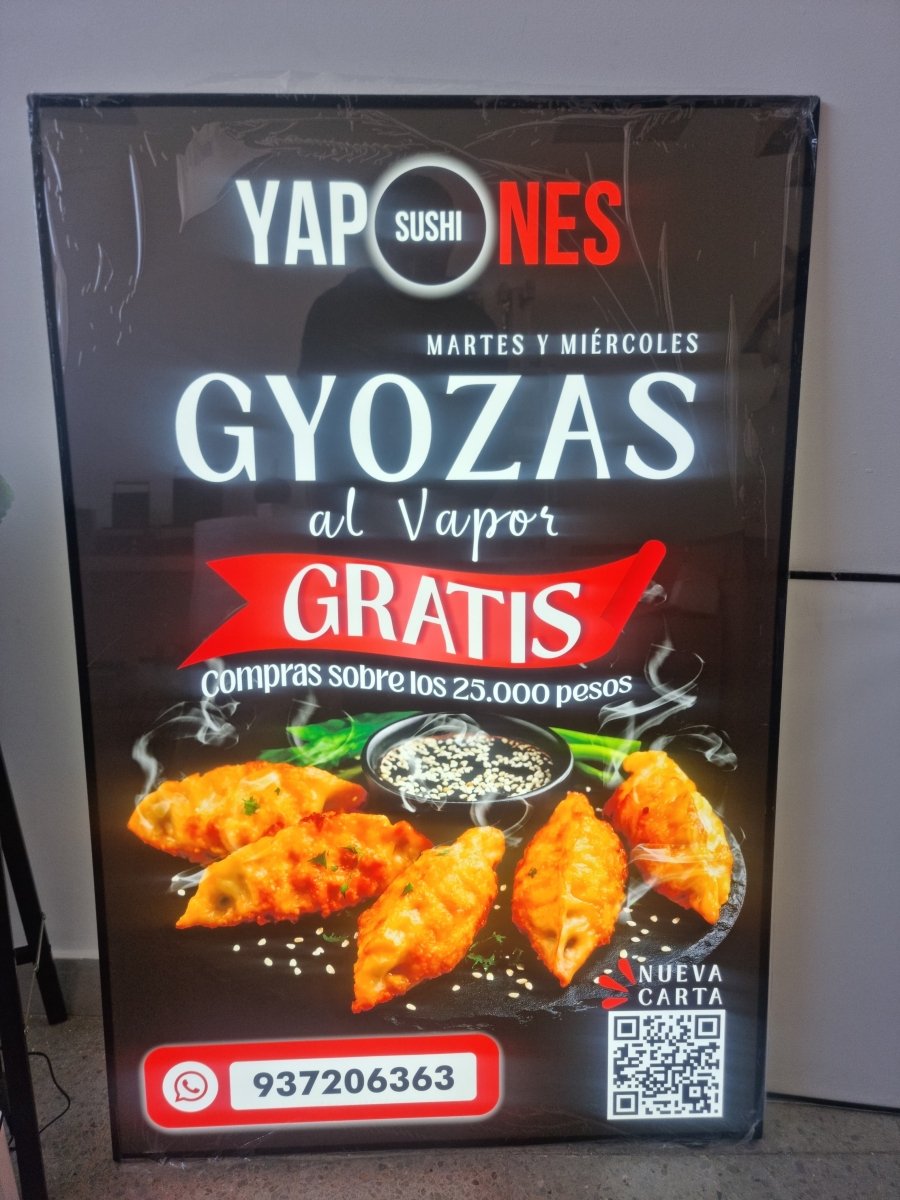 YAP SUSHI NES
MARTES Y MIÉRCOLES
GYOZAS
al Vapor
GRATIS
Compras sobre los 25.000 pesos
NUEVA
CARTA
937206363